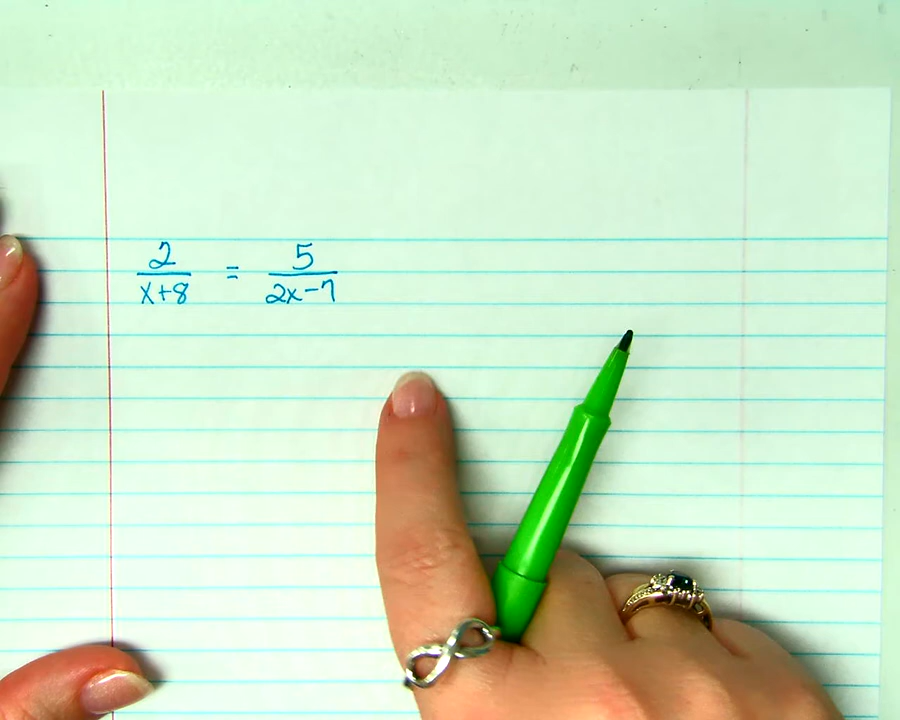 2/(x+8) = 5/(2x-7)